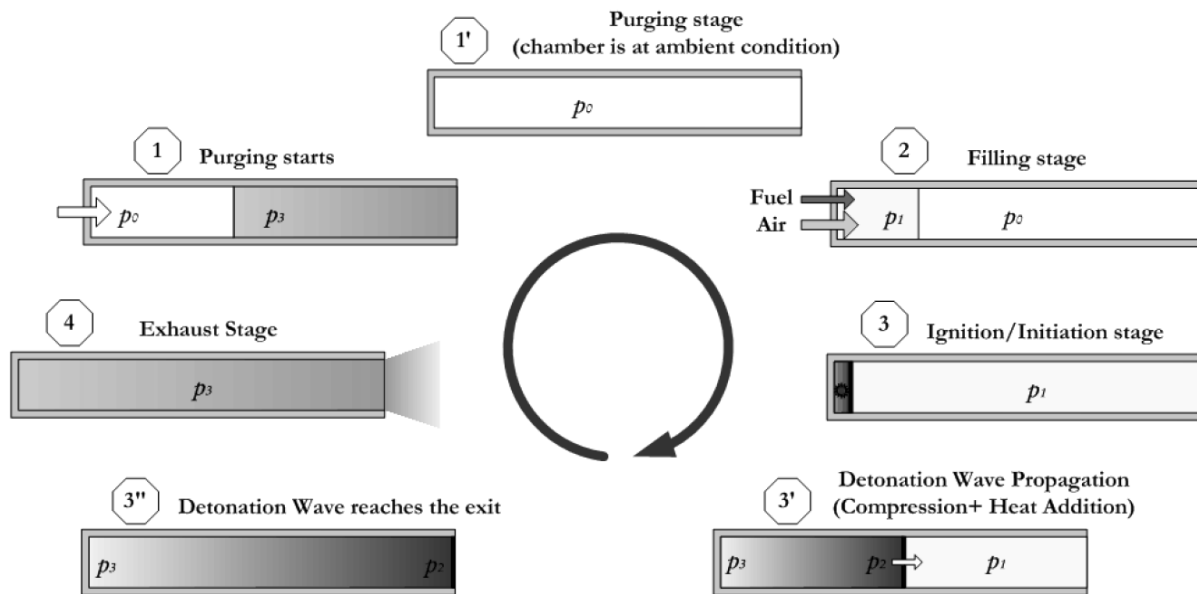 1'
Purging stage
(chamber is at ambient condition)
p0
1
Purging starts
p0
p3
2
Filling stage
Fuel
Air
p1
p0
4
Exhaust Stage
p3
3
Ignition/Initiation stage
p1
3"
Detonation Wave reaches the exit
p3
p2
3'
Detonation Wave Propagation
(Compression+ Heat Addition)
p3
p2
p1